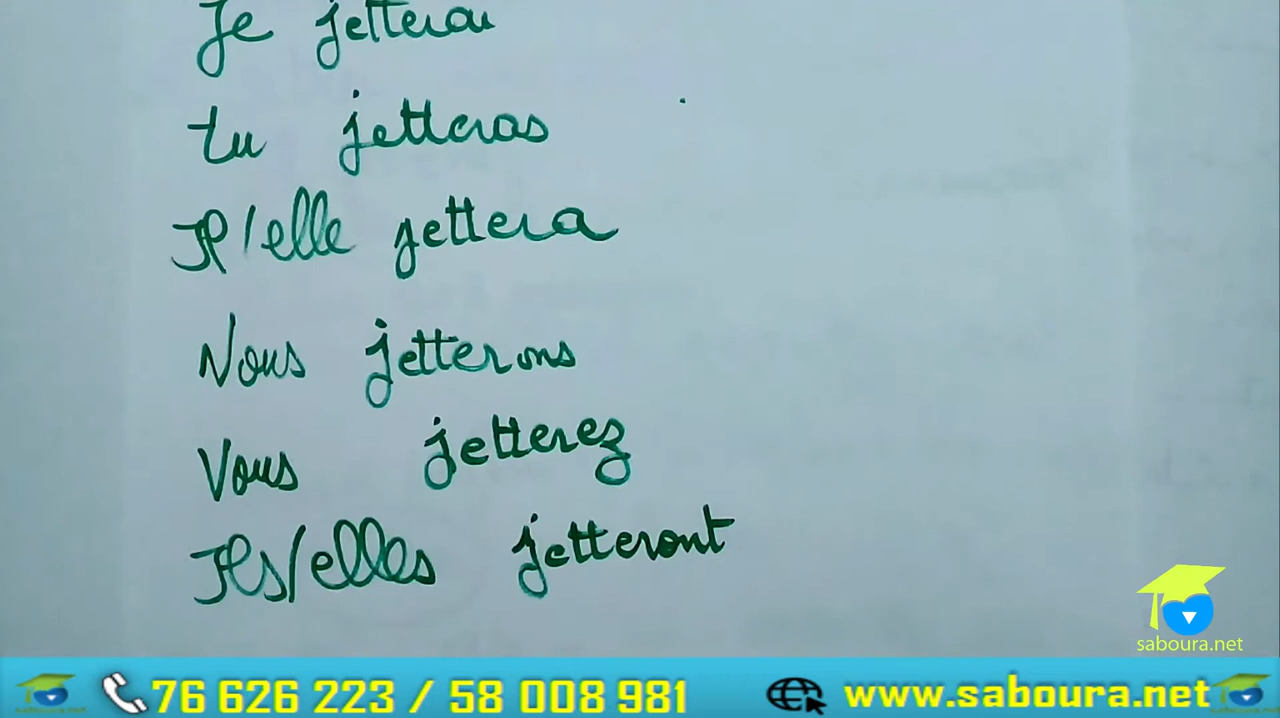 Je jetterai
tu jetteras
Il/elle jettera
Nous jetterons
Vous jetterez
Ils/elles jetteront
saboura.net
76 626 223 / 58 008 981
www.saboura.net